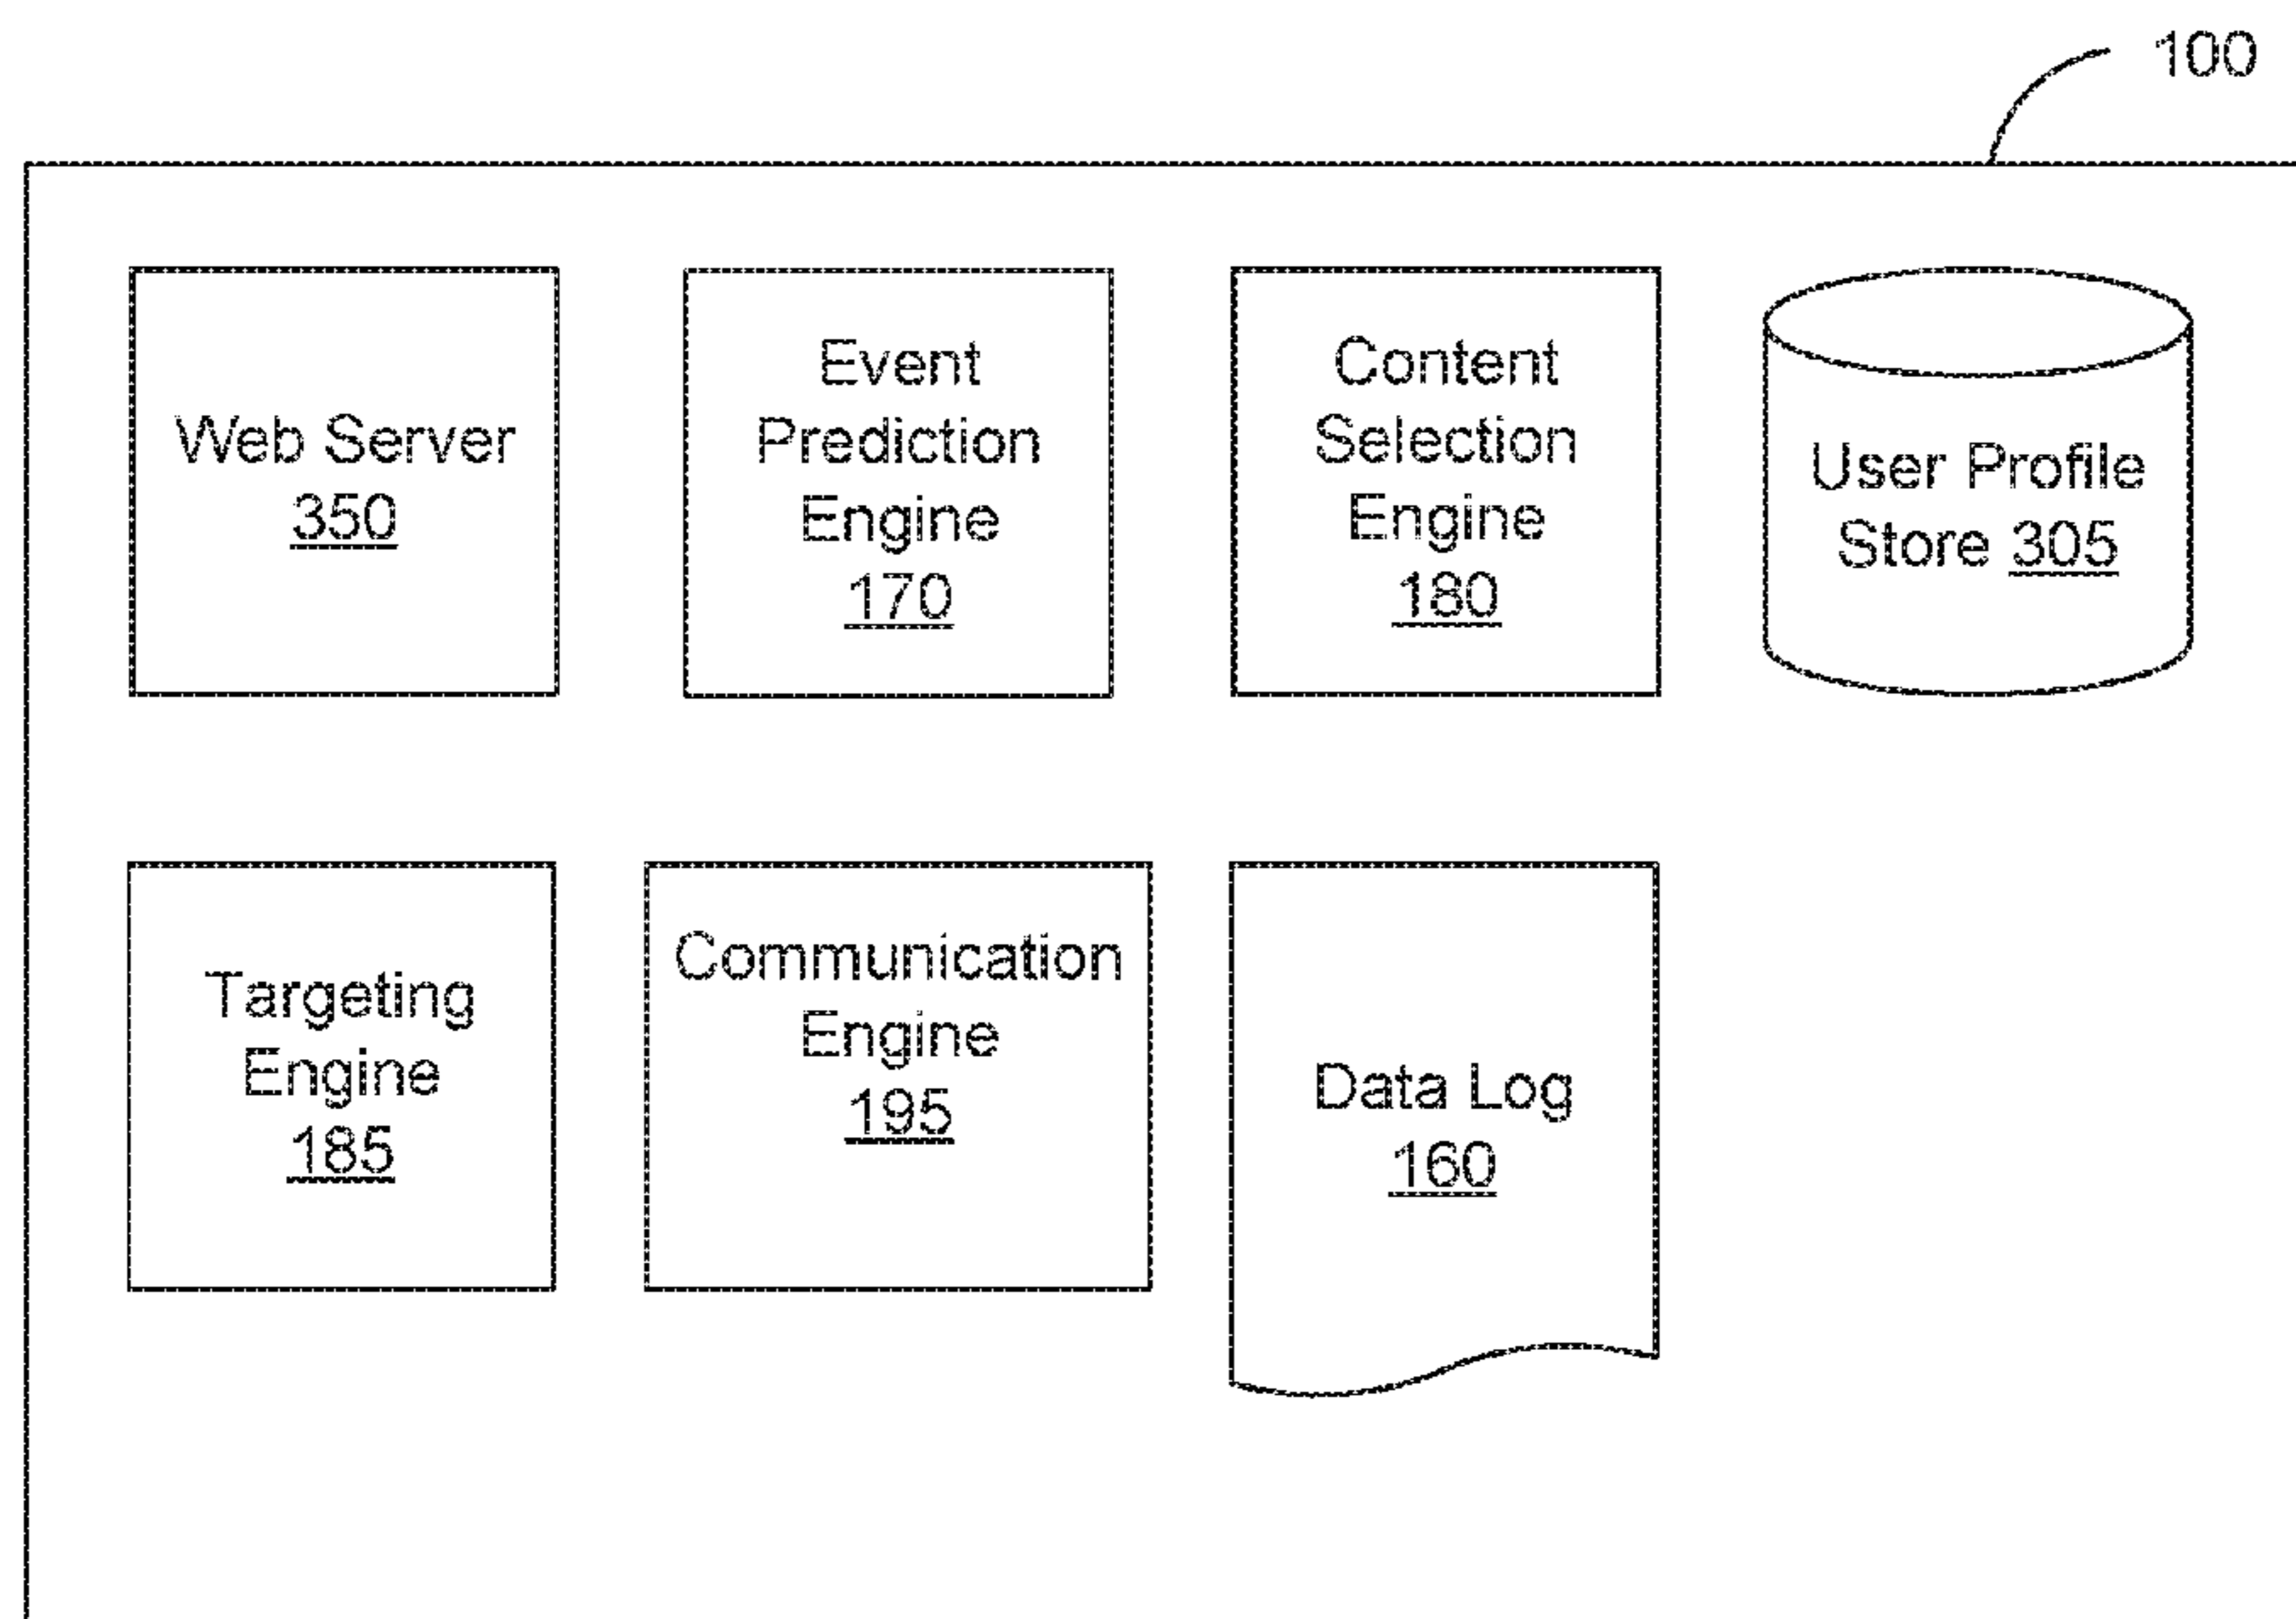 100
Web Server
350
Event
Prediction
Engine
170
Content
Selection
Engine
180
User Profile
Store 305
Targeting
Engine
185
Communication
Engine
195
Data Log
160